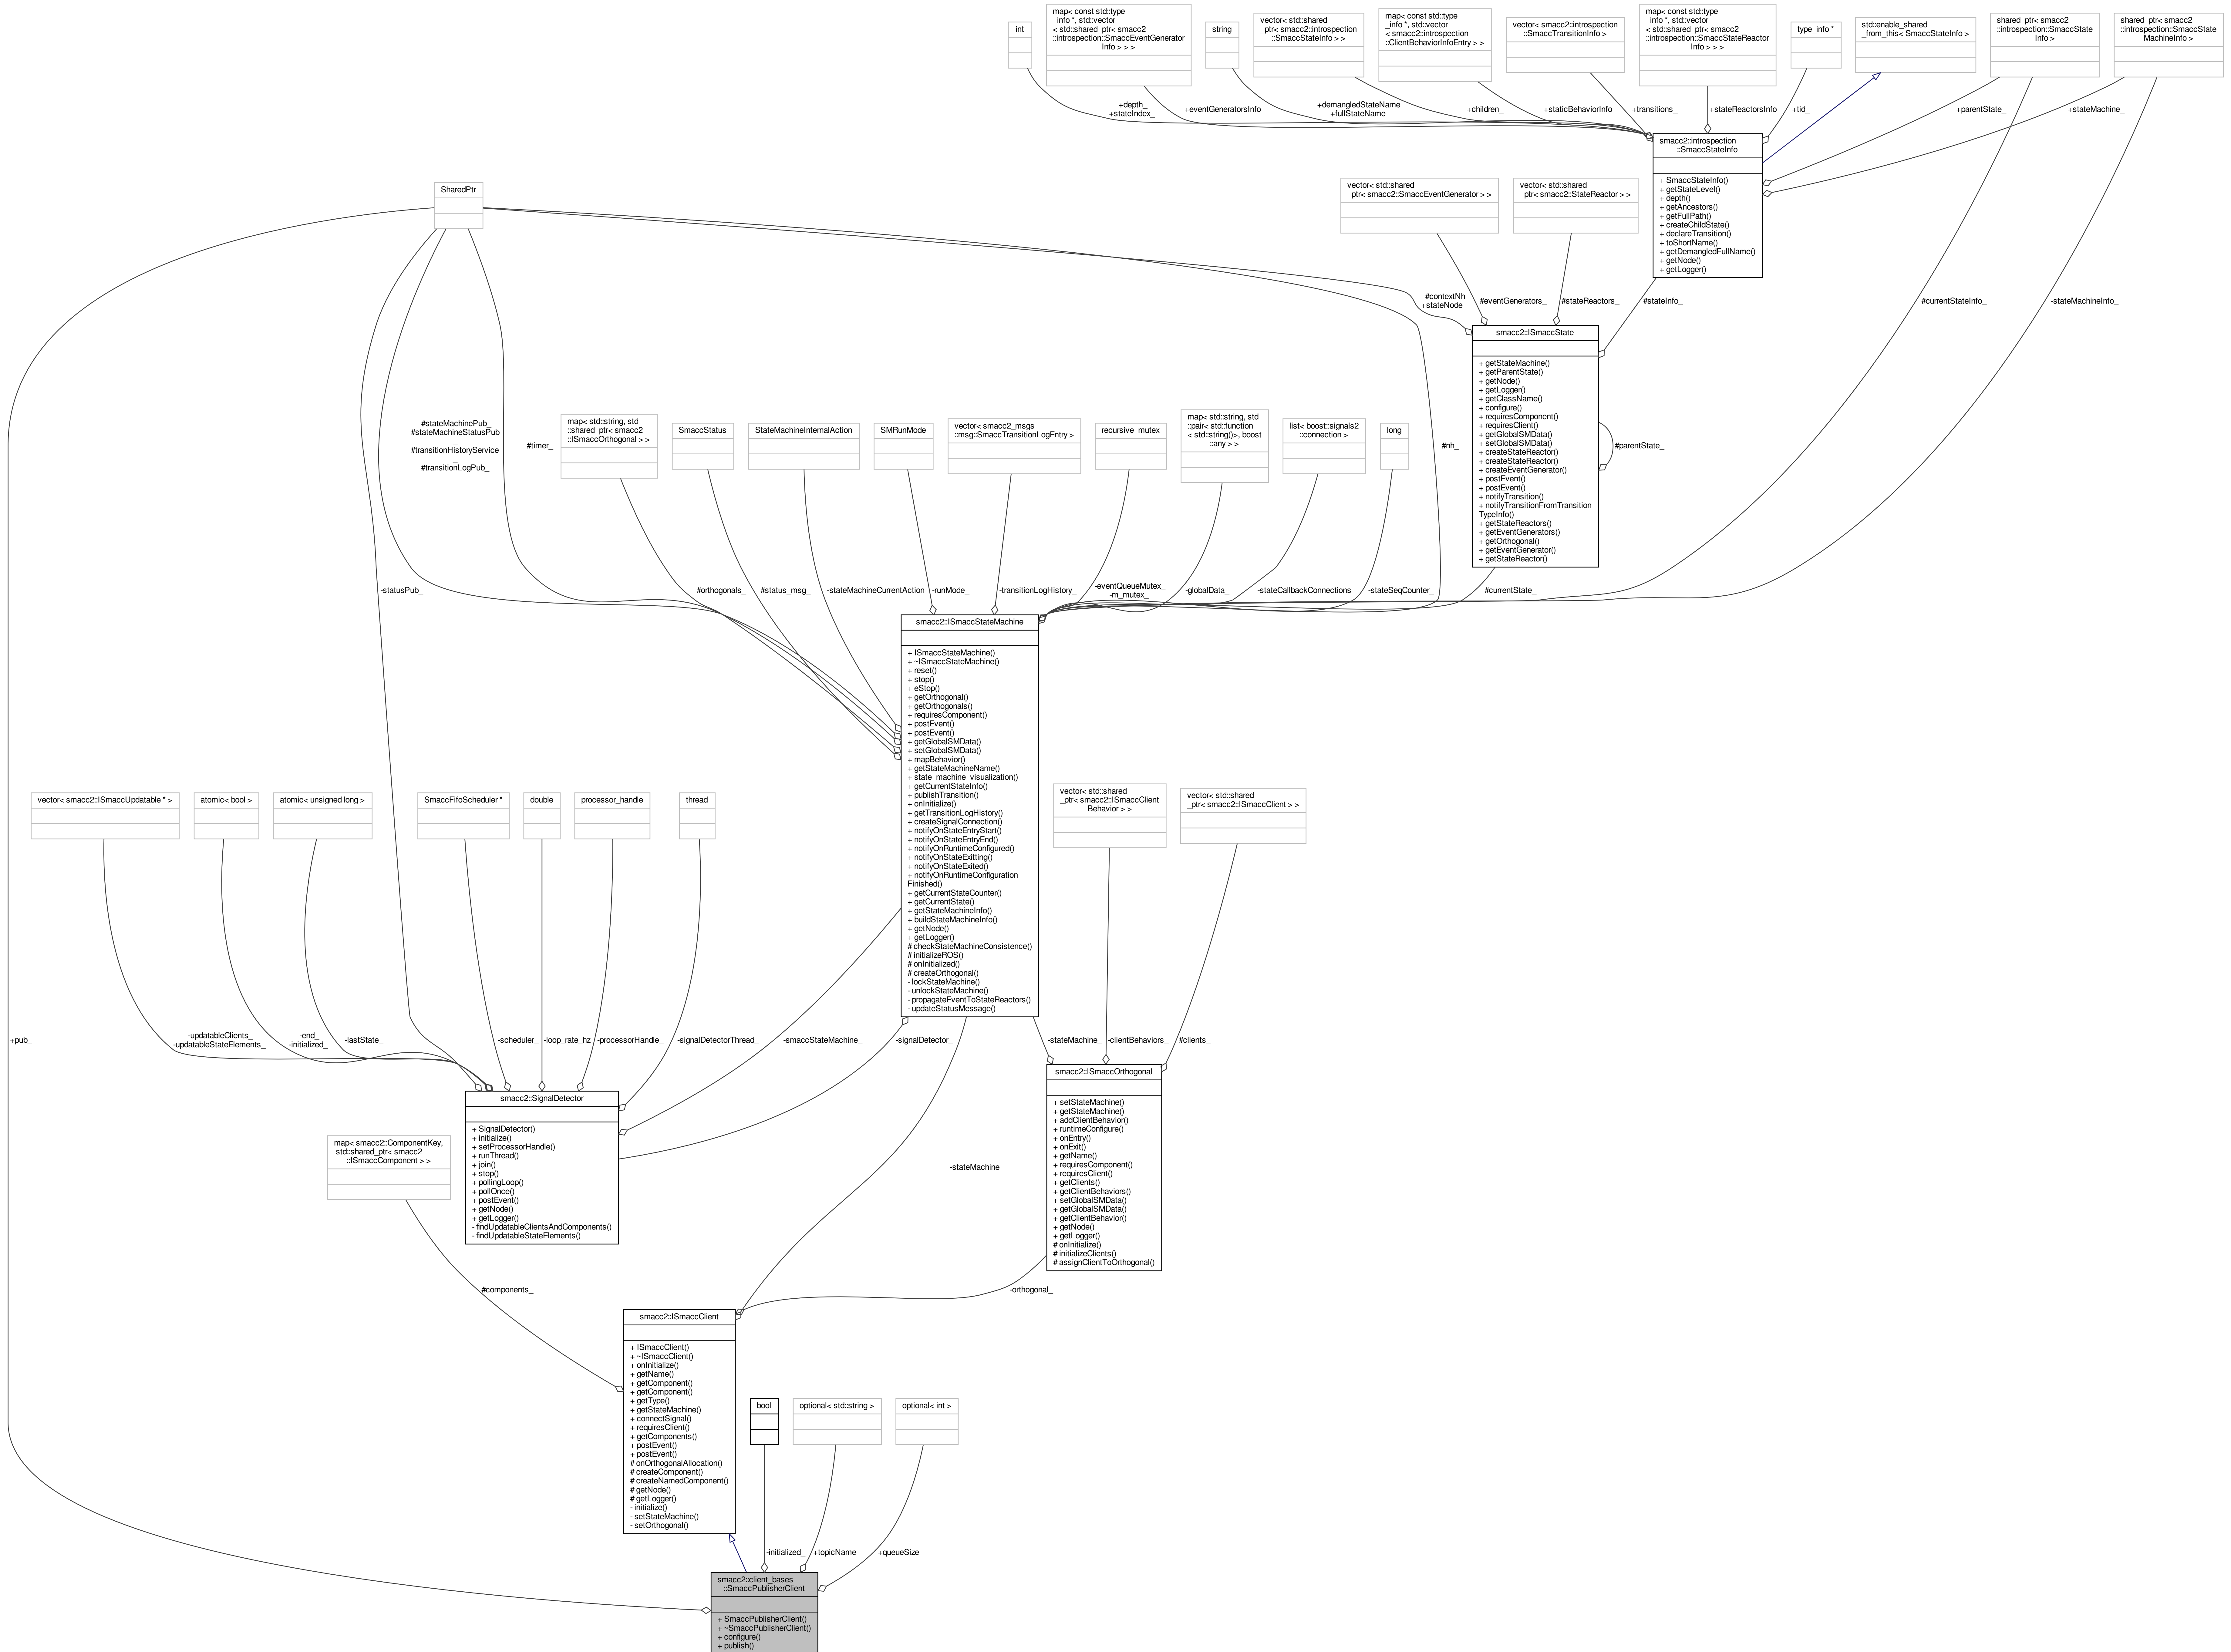 int
map< const std::type
_info *, std::vector
< std::shared_ptr< smacc2
::introspection::SmaccEventGenerator
Info > > >
string
vector< std::shared
_ptr< smacc2::introspection
::SmaccStateInfo > >
map< const std::type
_info *, std::vector
< smacc2::introspection
::ClientBehaviorInfoEntry > >
vector< smacc2::introspection
::SmaccTransitionInfo >
map< const std::type
_info *, std::vector
< std::shared_ptr< smacc2
::introspection::SmaccStateReactor
Info > > >
type_info *
std::enable_shared
_from_this< SmaccStateInfo >
shared_ptr< smacc2
::introspection::SmaccState
Info >
shared_ptr< smacc2
::introspection::SmaccState
MachineInfo >
+depth_
+stateIndex_
+eventGeneratorsInfo
+demangledStateName
+fullStateName
+children_
+staticBehaviorInfo
+transitions_
+stateReactorsInfo
+tid_
+parentState_
+stateMachine_
smacc2::introspection
::SmaccStateInfo
+ SmaccStateInfo()
+ getStateLevel()
+ depth()
+ getAncestors()
+ getFullPath()
+ createChildState()
+ declareTransition()
+ toShortName()
+ getDemangledFullName()
+ getNode()
+ getLogger()
SharedPtr
vector< std::shared
_ptr< smacc2::SmaccEventGenerator > >
vector< std::shared
_ptr< smacc2::StateReactor > >
#contextNh
+stateNode_
#eventGenerators_
#stateReactors_
#stateInfo_
#currentStateInfo_
-stateMachineInfo_
smacc2::ISmaccState
+ getStateMachine()
+ getParentState()
+ getNode()
+ getLogger()
+ getClassName()
+ configure()
+ requiresComponent()
+ requiresClient()
+ getGlobalSMData()
+ setGlobalSMData()
+ createStateReactor()
+ createStateReactor()
+ createEventGenerator()
+ postEvent()
+ postEvent()
+ notifyTransition()
+ notifyTransitionFromTransition
TypeInfo()
+ getStateReactors()
+ getEventGenerators()
+ getOrthogonal()
+ getEventGenerator()
+ getStateReactor()
#parentState_
#stateMachinePub_
#stateMachineStatusPub
_
#transitionHistoryService
_
#transitionLogPub_
#timer_
#nh_
map< std::string, std
::shared_ptr< smacc2
::ISmaccOrthogonal > >
SmaccStatus
StateMachineInternalAction
SMRunMode
vector< smacc2_msgs
::msg::SmaccTransitionLogEntry >
recursive_mutex
map< std::string, std
::pair< std::function
< std::string()>, boost
::any > >
list< boost::signals2
::connection >
long
-statusPub_
#orthogonals_
#status_msg_
-stateMachineCurrentAction
-runMode_
-transitionLogHistory_
-eventQueueMutex_
-m_mutex_
-globalData_
-stateCallbackConnections
-stateSeqCounter_
#currentState_
smacc2::ISmaccStateMachine
+ ISmaccStateMachine()
+ ~ISmaccStateMachine()
+ reset()
+ stop()
+ eStop()
+ getOrthogonal()
+ getOrthogonals()
+ requiresComponent()
+ postEvent()
+ postEvent()
+ getGlobalSMData()
+ setGlobalSMData()
+ mapBehavior()
+ getStateMachineName()
+ state_machine_visualization()
+ getCurrentStateInfo()
+ publishTransition()
+ onInitialize()
+ getTransitionLogHistory()
+ createSignalConnection()
+ notifyOnStateEntryStart()
+ notifyOnStateEntryEnd()
+ notifyOnRuntimeConfigured()
+ notifyOnStateExitting()
+ notifyOnStateExited()
+ notifyOnRuntimeConfiguration
Finished()
+ getCurrentStateCounter()
+ getCurrentState()
+ getStateMachineInfo()
+ buildStateMachineInfo()
+ getNode()
+ getLogger()
# checkStateMachineConsistence()
# initializeROS()
# onInitialized()
# createOrthogonal()
- lockStateMachine()
- unlockStateMachine()
- propagateEventToStateReactors()
- updateStatusMessage()
vector< smacc2::ISmaccUpdatable * >
atomic< bool >
atomic< unsigned long >
SmaccFifoScheduler *
double
processor_handle
thread
vector< std::shared
_ptr< smacc2::ISmaccClient
Behavior > >
vector< std::shared
_ptr< smacc2::ISmaccClient > >
+pub_
-updatableClients_
-updatableStateElements_
-end_
-initialized_
-lastState_
-scheduler_
-loop_rate_hz
-processorHandle_
-signalDetectorThread_
-smaccStateMachine_
-signalDetector_
-stateMachine_
-clientBehaviors_
#clients_
smacc2::SignalDetector
+ SignalDetector()
+ initialize()
+ setProcessorHandle()
+ runThread()
+ join()
+ stop()
+ pollingLoop()
+ pollOnce()
+ postEvent()
+ getNode()
+ getLogger()
- findUpdatableClientsAndComponents()
- findUpdatableStateElements()
smacc2::ISmaccOrthogonal
+ setStateMachine()
+ getStateMachine()
+ addClientBehavior()
+ runtimeConfigure()
+ onEntry()
+ onExit()
+ getName()
+ requiresComponent()
+ requiresClient()
+ getClients()
+ getClientBehaviors()
+ setGlobalSMData()
+ getGlobalSMData()
+ getClientBehavior()
+ getNode()
+ getLogger()
# onInitialize()
# initializeClients()
# assignClientToOrthogonal()
map< smacc2::ComponentKey,
std::shared_ptr< smacc2
::ISmaccComponent > >
-stateMachine_
#components_
-orthogonal_
smacc2::ISmaccClient
+ ISmaccClient()
+ ~ISmaccClient()
+ onInitialize()
+ getName()
+ getComponent()
+ getComponent()
+ getType()
+ getStateMachine()
+ connectSignal()
+ requiresClient()
+ getComponents()
+ postEvent()
+ postEvent()
# onOrthogonalAllocation()
# createComponent()
# createNamedComponent()
# getNode()
# getLogger()
- initialize()
- setStateMachine()
- setOrthogonal()
bool
optional< std::string >
optional< int >
-initialized_
+topicName
+queueSize
smacc2::client_bases
::SmaccPublisherClient
+ SmaccPublisherClient()
+ ~SmaccPublisherClient()
+ configure()
+ publish()